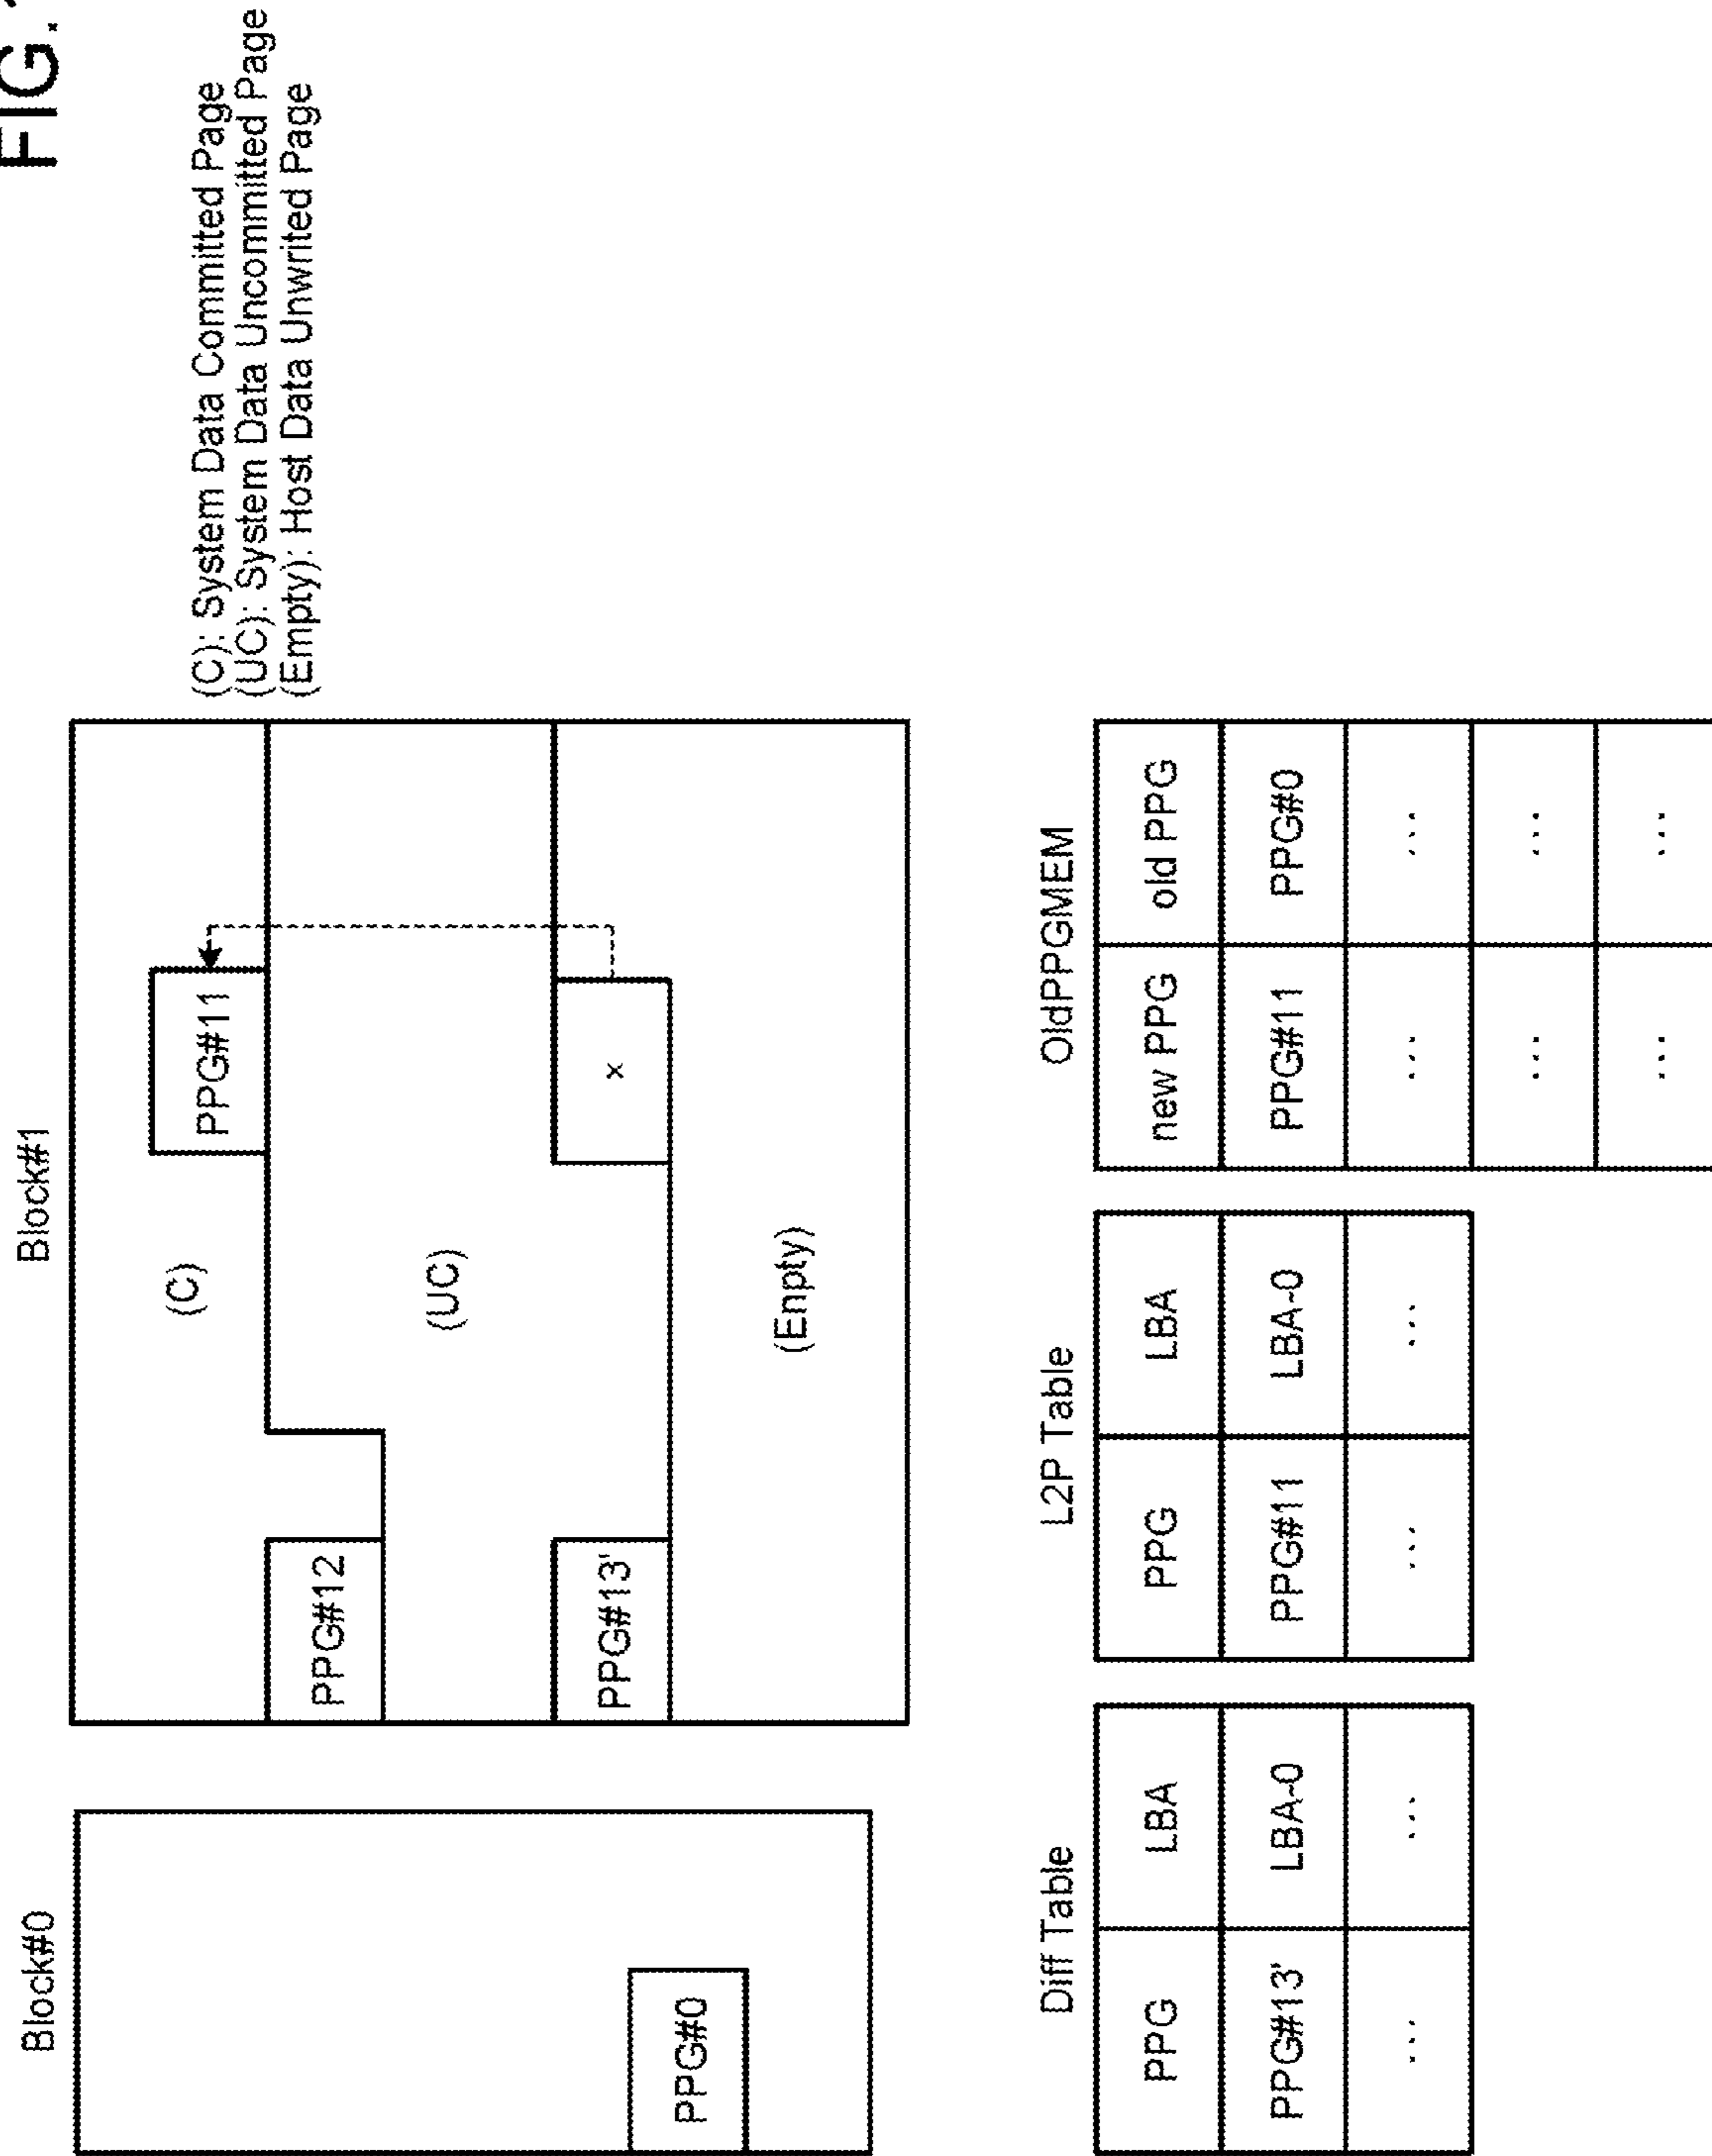 FIG.
Block#0
Block#1
(C): System Data Committed Page
(UC): System Data Uncommitted Page
(Empty): Host Data Unwrited Page
(C)
PPG#11
PPG#12
(UC)
PPG#13'
x
PPG#0
(Enpty)
Diff Table
PPG LBA
PPG#13' LBA-0
... ...
L2P Table
PPG LBA
PPG#11 LBA-0
... ...
OldPPGMEM
new PPG old PPG
PPG#11 PPG#0
... ...
... ...
... ...